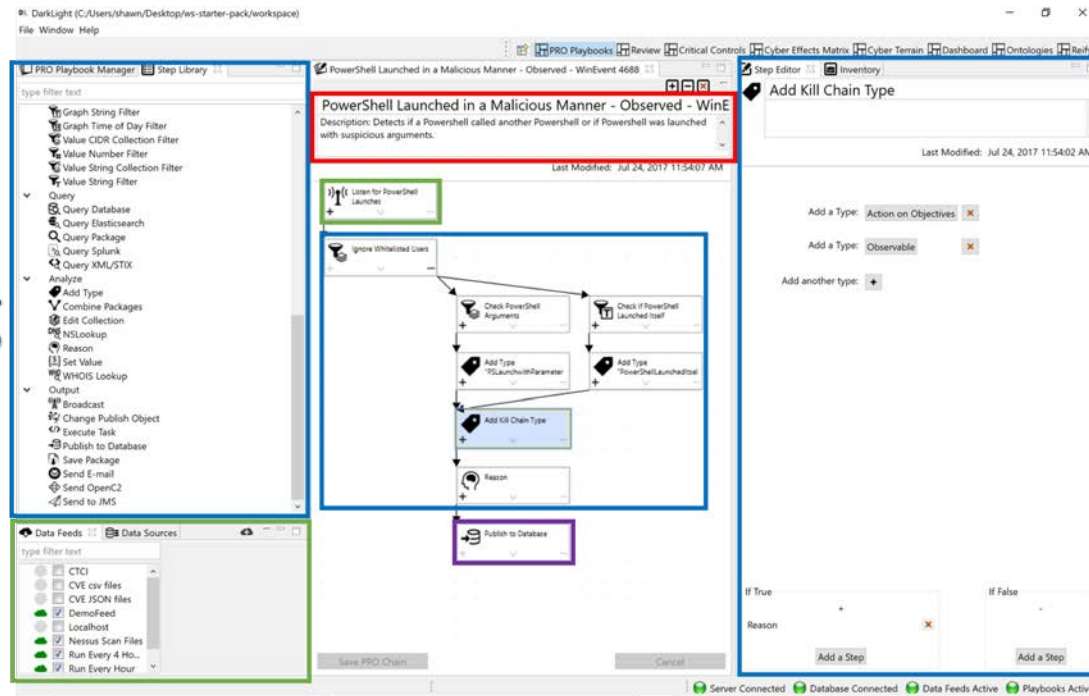 DarkLight (C:/Users/shawn/Desktop/ws-starter-pack/workspace)
File Window Help
PRO Playbooks Review Critical Controls Cyber Effects Matrix Cyber Terrain Dashboard Ontologies Reify
PRO Playbook Manager Step Library
type filter text
Graph String Filter
Graph Time of Day Filter
Value CIDR Collection Filter
Value Number Filter
Value String Collection Filter
Value String Filter
Query
Query Database
Query Elasticsearch
Query Package
Query Splunk
Query XML/STIX
Analyze
Add Type
Combine Packages
Edit Collection
NSLookup
Reason
Set Value
WHOIS Lookup
Output
Broadcast
Change Publish Object
Execute Task
Publish to Database
Save Package
Send E-mail
Send OpenC2
Send to JMS
Data Feeds Data Sources
type filter text
CTCI
CVE csv files
CVE JSON files
DemoFeed
Localhost
Nessus Scan Files
Run Every 4 Ho...
Run Every Hour
PowerShell Launched in a Malicious Manner - Observed - WinEvent 4688
PowerShell Launched in a Malicious Manner - Observed - WinE
Description: Detects if a Powershell called another Powershell or if Powershell was launched
with suspicious arguments.
Last Modified: Jul 24, 2017 11:54:07 AM
Listen for PowerShell
Launches
Ignore Whitelisted Users
Check PowerShell
Arguments
Check if PowerShell
Launched Itself
Add Type
"PSLaunchwithParameter
Add Type
"PowerShellLaunchedItsel
Add Kill Chain Type
Reason
Publish to Database
Save PRO Chain Cancel
Step Editor Inventory
Add Kill Chain Type
Last Modified: Jul 24, 2017 11:54:02 AM
Add a Type: Action on Objectives
Add a Type: Observable
Add another type: +
If True If False
+ -
Reason
Add a Step Add a Step
Server Connected Database Connected Data Feeds Active Playbooks Activ